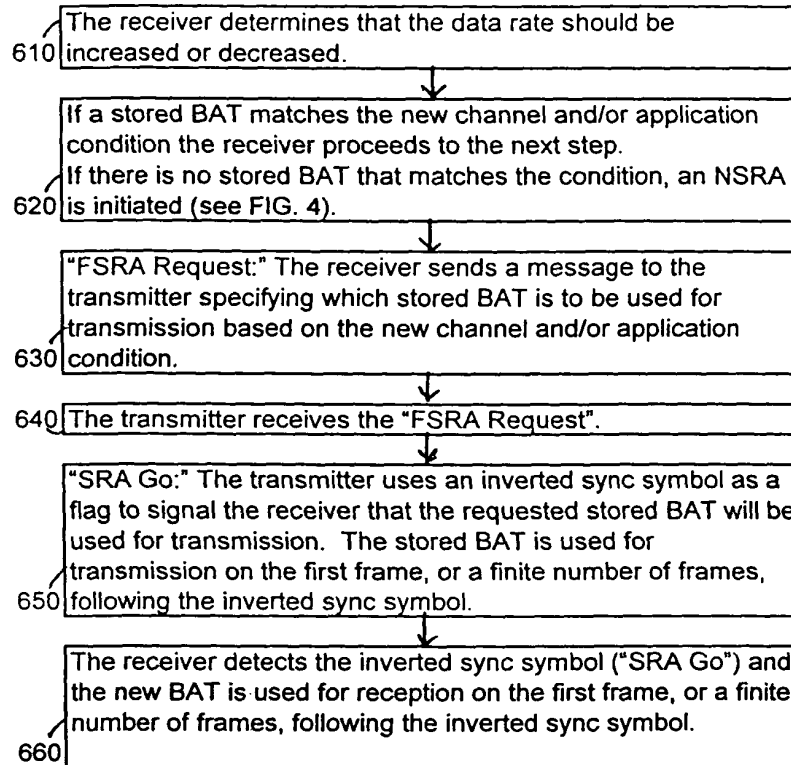 The receiver determines that the data rate should be
610 increased or decreased.
If a stored BAT matches the new channel and/or application
condition the receiver proceeds to the next step.
If there is no stored BAT that matches the condition, an NSRA
620 is initiated (see FIG. 4).
"FSRA Request:" The receiver sends a message to the
transmitter specifying which stored BAT is to be used for
transmission based on the new channel and/or application
630 condition.
640 The transmitter receives the "FSRA Request".
"SRA Go:" The transmitter uses an inverted sync symbol as a
flag to signal the receiver that the requested stored BAT will be
used for transmission. The stored BAT is used for
transmission on the first frame, or a finite number of frames,
650 following the inverted sync symbol.
The receiver detects the inverted sync symbol ("SRA Go") and
the new BAT is used for reception on the first frame, or a finite
number of frames, following the inverted sync symbol.
660